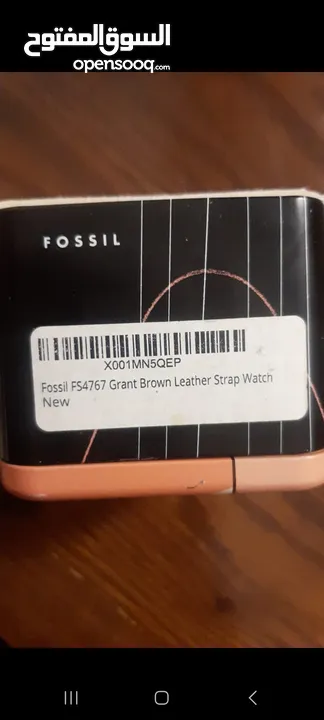 السوق المفتوح
opensooq.com
FOSSIL
X001MN5QEP
Fossil FS4767 Grant Brown Leather Strap Watch
New